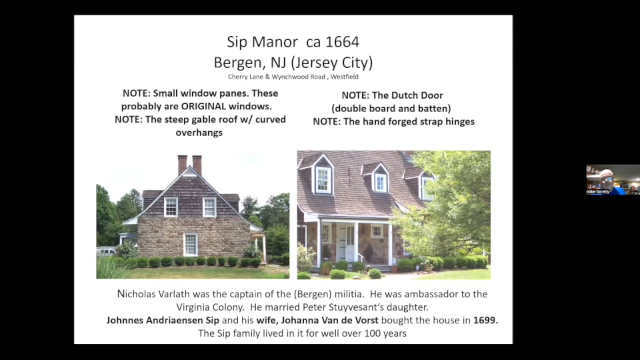 Sip Manor ca 1664
Bergen, NJ (Jersey City)
Cherry Lane & Wynchwood Road , Westfield
NOTE: Small window panes. These
probably are ORIGINAL windows.
NOTE: The steep gable roof w/ curved
overhangs
NOTE: The Dutch Door
(double board and batten)
NOTE: The hand forged strap hinges
Nicholas Varlath was the captain of the (Bergen) militia. He was ambassador to the
Virginia Colony. He married Peter Stuyvesant's daughter.
Johnnes Andriaensen Sip and his wife, Johanna Van de Vorst bought the house in 1699.
The Sip family lived in it for well over 100 years